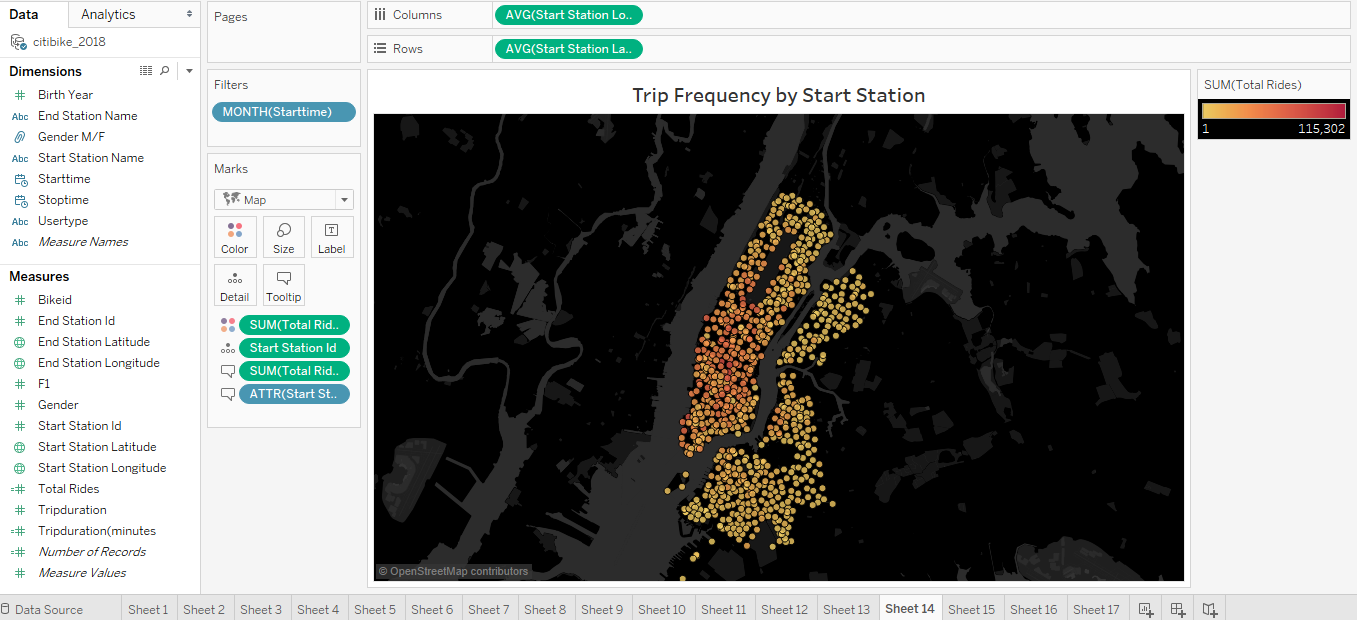 Data
Analytics
citibike_2018
Dimensions
Birth Year
Abc End Station Name
Gender M/F
Abc Start Station Name
Starttime
Stoptime
Abc Usertype
Abc Measure Names
Measures
Bikeid
End Station Id
End Station Latitude
End Station Longitude
F1
Gender
Start Station Id
Start Station Latitude
Start Station Longitude
=# Total Rides
Tripduration
=# Tripduration(minutes
=# Number of Records
Measure Values
Pages
Filters
MONTH(Starttime)
Marks
Map
Color Size Label
Detail Tooltip
SUM(Total Rid..
Start Station Id
SUM(Total Rid..
ATTR(Start St..
Columns AVG(Start Station Lo..
Rows AVG(Start Station La..
Trip Frequency by Start Station
© OpenStreetMap contributors
SUM(Total Rides)
1 115,302
Data Source Sheet 1 Sheet 2 Sheet 3 Sheet 4 Sheet 5 Sheet 6 Sheet 7 Sheet 8 Sheet 9 Sheet 10 Sheet 11 Sheet 12 Sheet 13 Sheet 14 Sheet 15 Sheet 16 Sheet 17